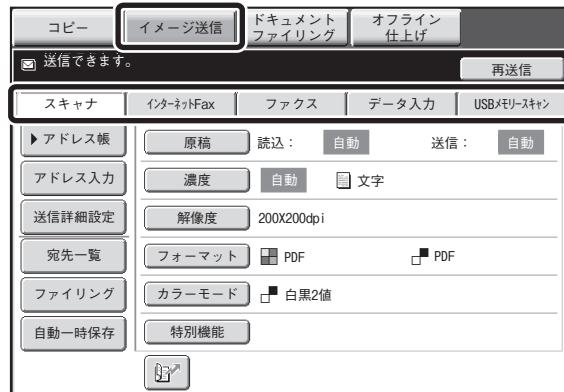 コピー
イメージ送信
ドキュメント
ファイリング
オフライン
仕上げ
送信できます。
再送信
スキャナ
インターネットFax
ファクス
データ入力
USBメモリースキャン
アドレス帳
原稿
読込：
自動
送信：
自動
アドレス入力
濃度
自動
文字
送信詳細設定
解像度
200X200dpi
宛先一覧
フォーマット
PDF
PDF
ファイリング
カラーモード
白黒2値
自動一時保存
特別機能